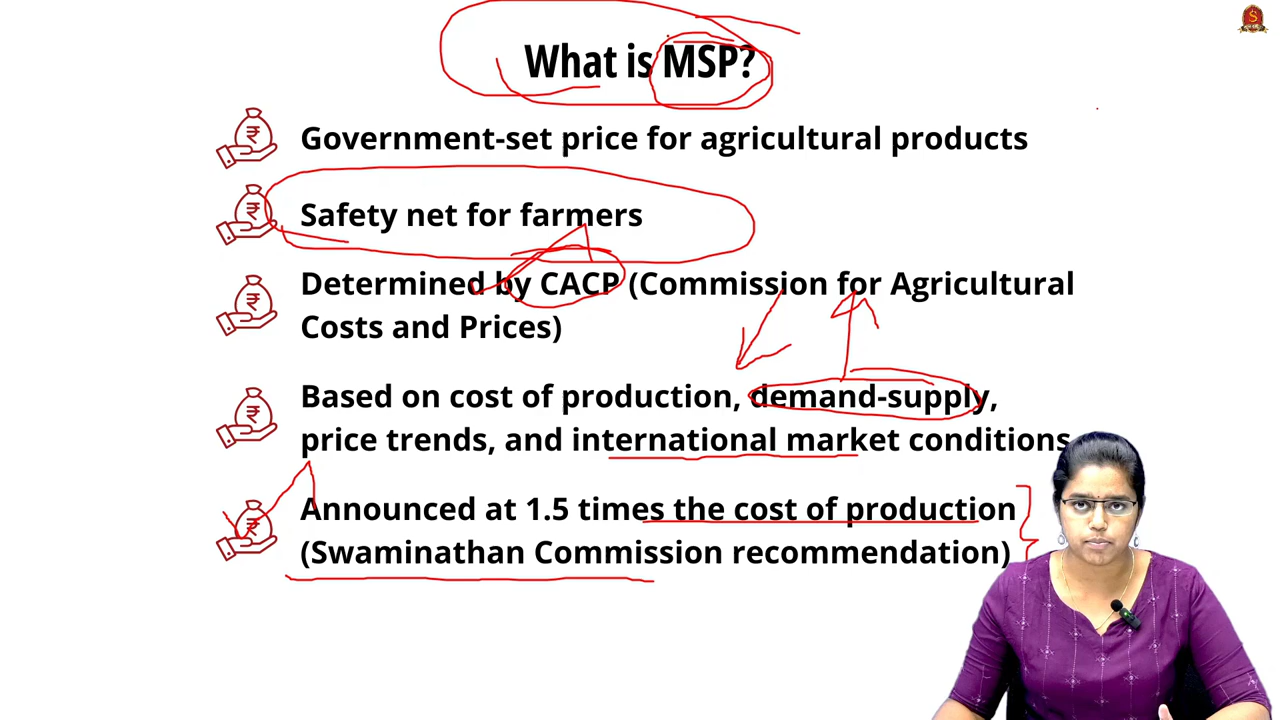 What is MSP?
Government-set price for agricultural products
Safety net for farmers
Determined by CACP (Commission for Agricultural
Costs and Prices)
Based on cost of production, demand-supply,
price trends, and international market conditions
Announced at 1.5 times the cost of production
(Swaminathan Commission recommendation)